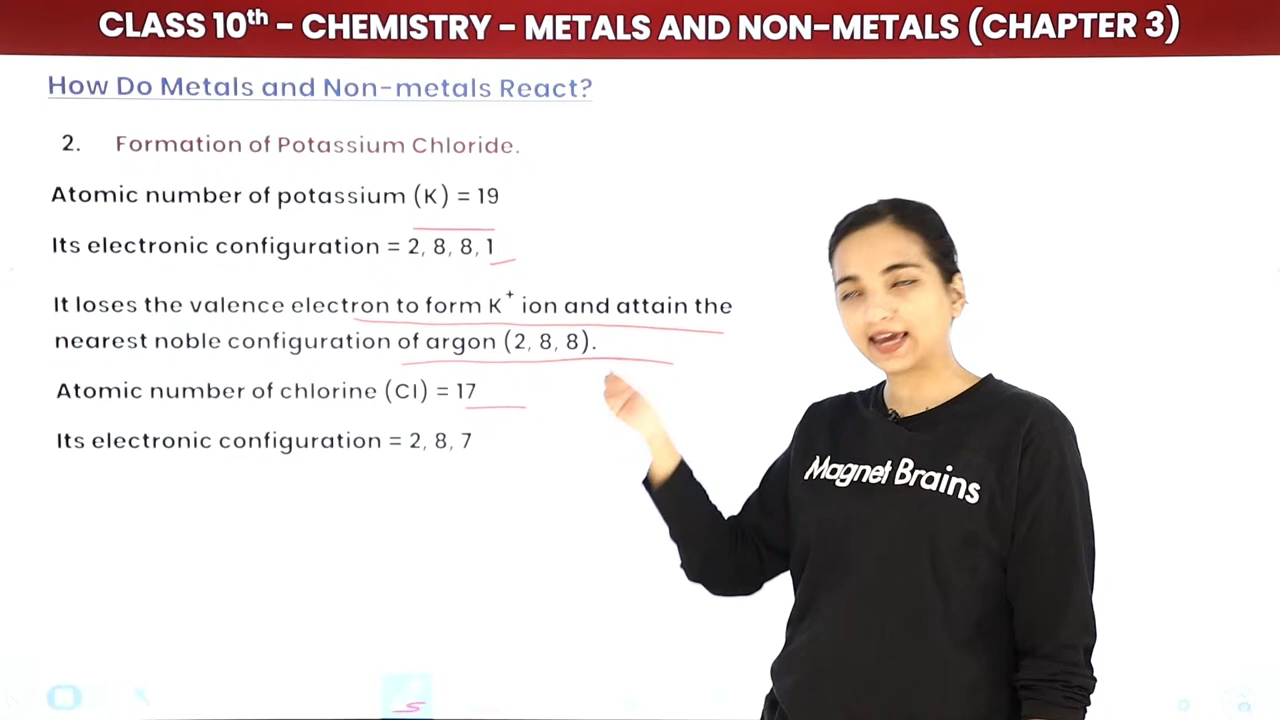 CLASS 10th - CHEMISTRY - METALS AND NON-METALS (CHAPTER 3)
How Do Metals and Non-metals React?
2. Formation of Potassium Chloride.
Atomic number of potassium (K) = 19
Its electronic configuration = 2, 8, 8, 1
It loses the valence electron to form K⁺ ion and attain the
nearest noble configuration of argon (2, 8, 8).
Atomic number of chlorine (Cl) = 17
Its electronic configuration = 2, 8, 7
Magnet Brains